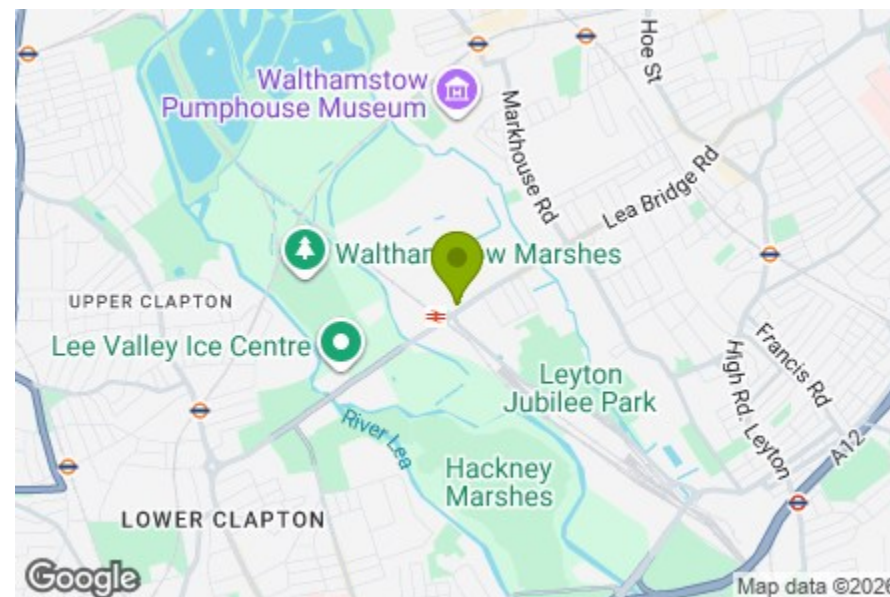 Walthamstow
Pumphouse Museum
Hoe St
Markhouse Rd
Lea Bridge Rd
Walthamstow Marshes
UPPER CLAPTON
Lee Valley Ice Centre
Leyton
Jubilee Park
Francis Rd
High Rd. Leyton
River Lea
A12
Hackney
Marshes
LOWER CLAPTON
Google
Map data ©2026